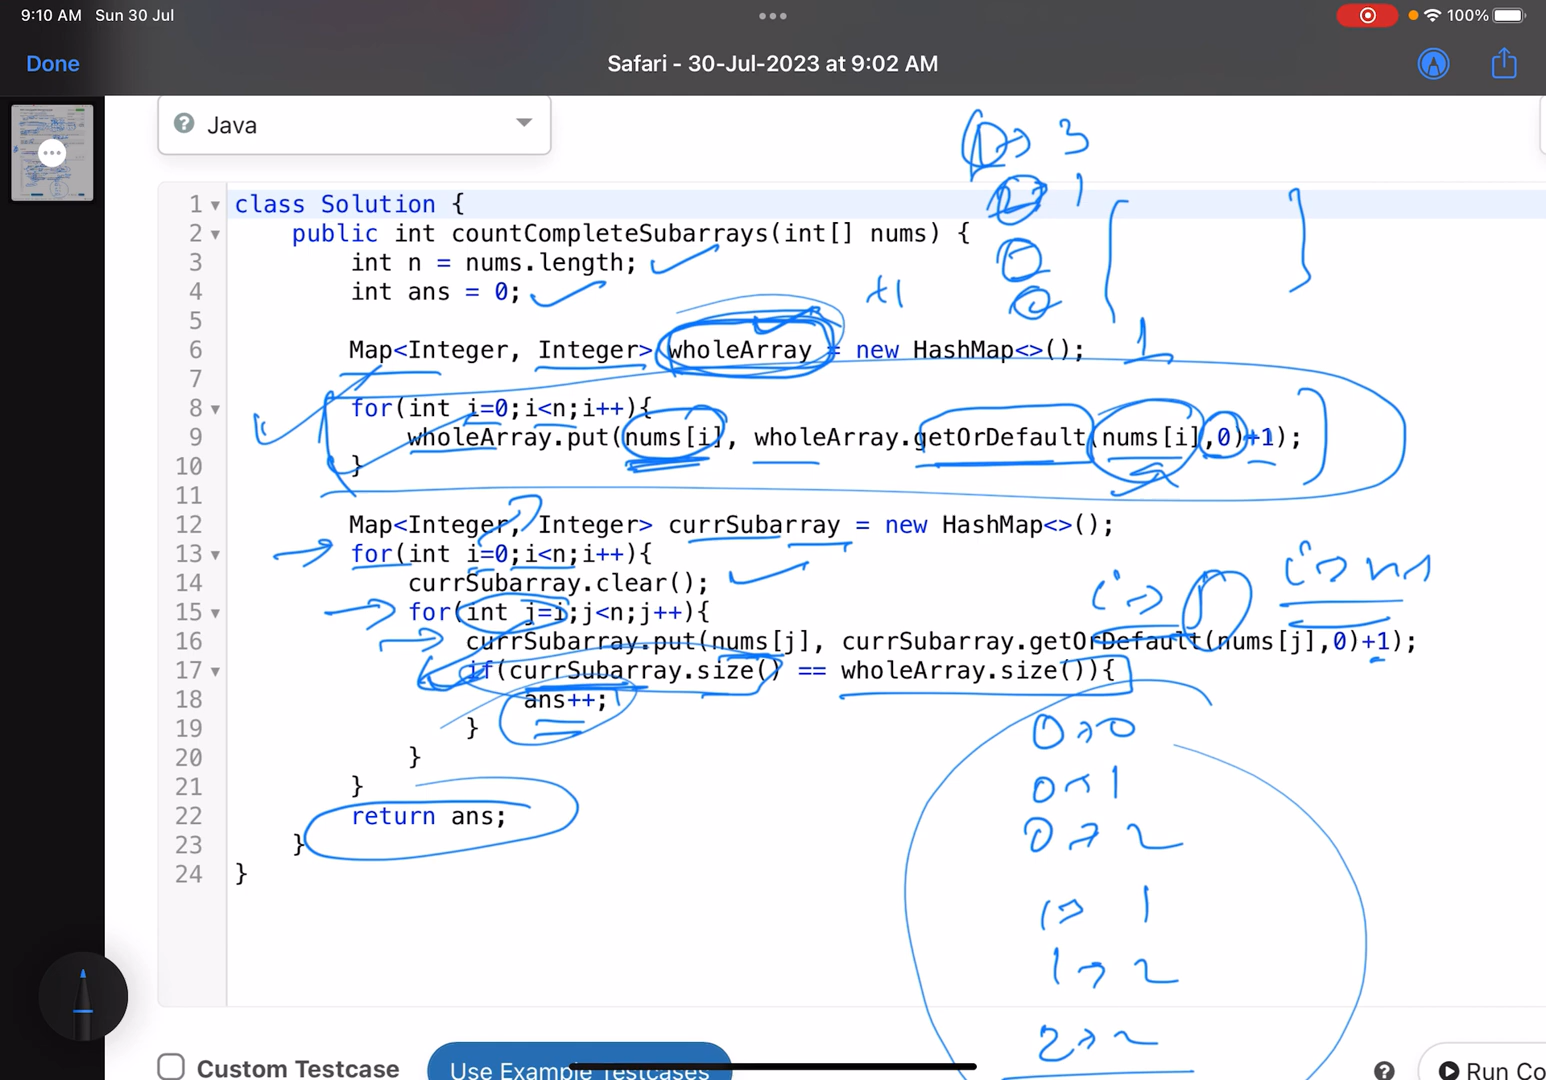 9:10 AM Sun 30 Jul
100%
Done
Safari - 30-Jul-2023 at 9:02 AM
Java
1 class Solution {
2 public int countCompleteSubarrays(int[] nums) {
3 int n = nums.length;
4 int ans = 0;
5
6 Map<Integer, Integer> wholeArray = new HashMap<>();
7
8 for(int i=0;i<n;i++){
9 wholeArray.put(nums[i], wholeArray.getOrDefault(nums[i],0)+1);
10 }
11
12 Map<Integer, Integer> currSubarray = new HashMap<>();
13 for(int i=0;i<n;i++){
14 currSubarray.clear();
15 for(int j=i;j<n;j++){
16 currSubarray.put(nums[j], currSubarray.getOrDefault(nums[j],0)+1);
17 if(currSubarray.size() == wholeArray.size()){
18 ans++;
19 }
20 }
21 }
22 return ans;
23 }
24 }
1 → 3
1
+1
1
0 → 0
0 → 1
0 → 2
1 → 1
1 → 2
2 → 2
Custom Testcase
Use Example Testcases
Run Co